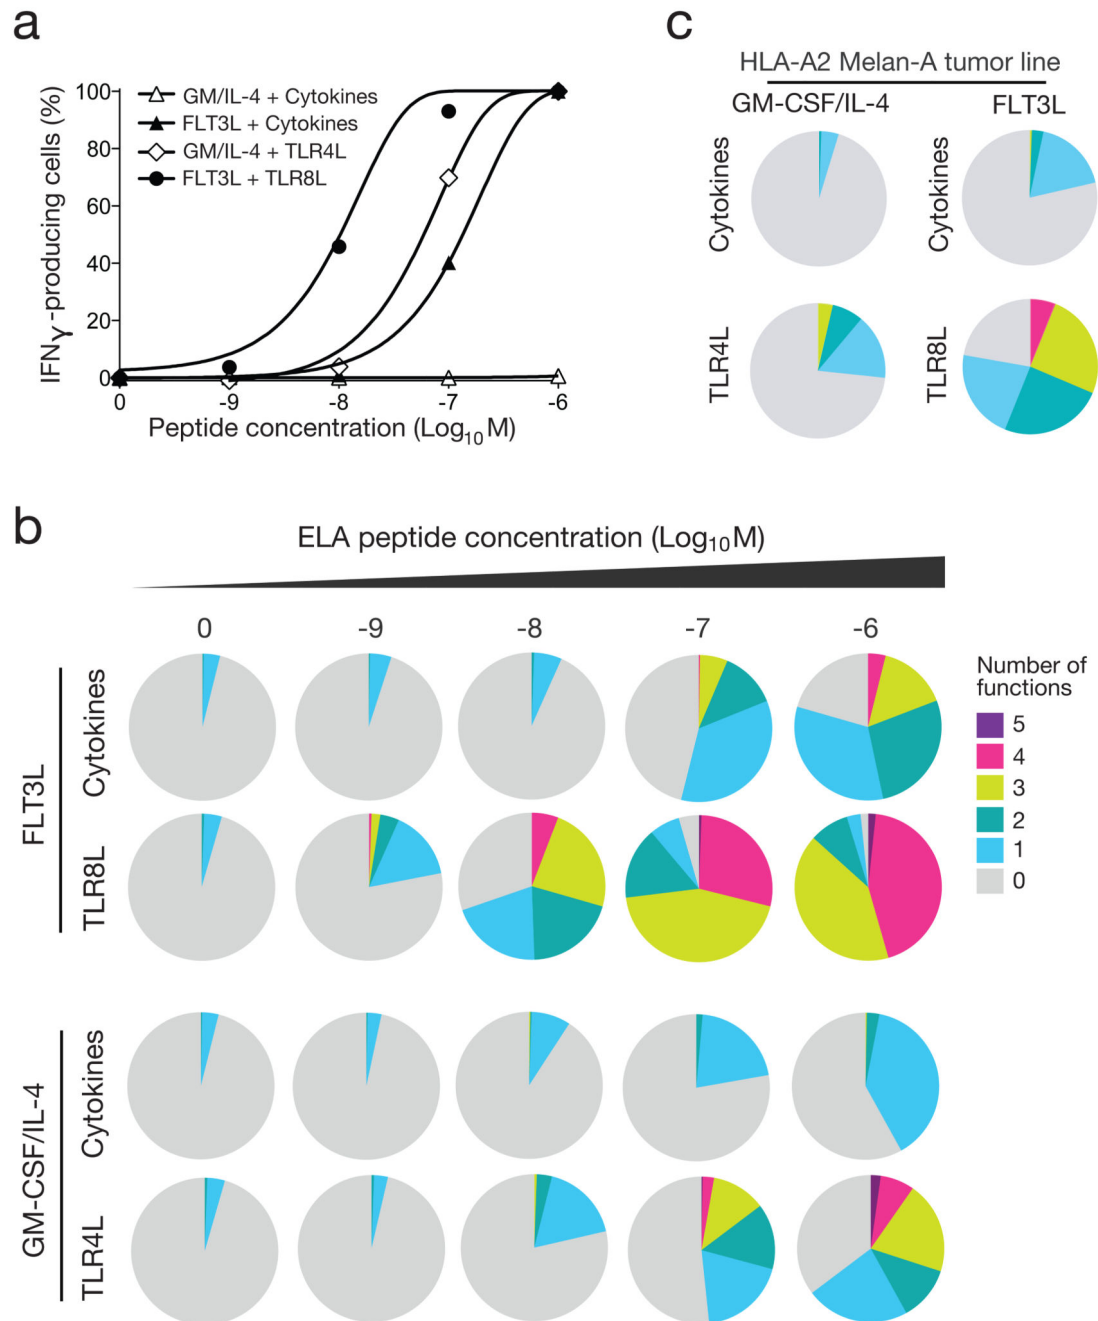 a
IFNγ-producing cells (%)
100
80
60
40
20
0
0 -9 -8 -7 -6
Peptide concentration (Log10M)
GM/IL-4 + Cytokines
FLT3L + Cytokines
GM/IL-4 + TLR4L
FLT3L + TLR8L
c
HLA-A2 Melan-A tumor line
GM-CSF/IL-4 FLT3L
Cytokines Cytokines
TLR4L TLR8L
b
ELA peptide concentration (Log10M)
0 -9 -8 -7 -6
FLT3L
Cytokines
TLR8L
GM-CSF/IL-4
Cytokines
TLR4L
Number of
functions
5
4
3
2
1
0